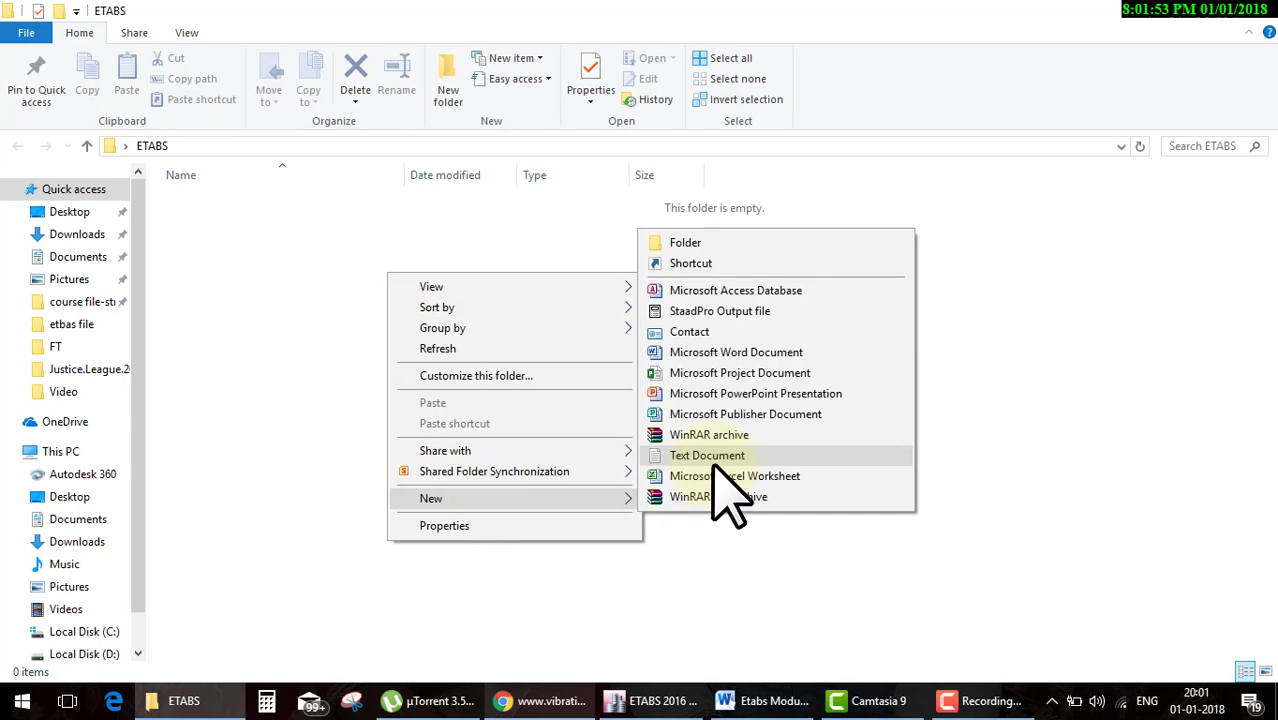 ETABS
8:01:53 PM 01/01/2018
File Home Share View
Pin to Quick access
Copy
Paste
Cut
Copy path
Paste shortcut
Move to
Copy to
Delete
Rename
New folder
New item
Easy access
Properties
Open
Edit
History
Select all
Select none
Invert selection
Clipboard Organize New Open Select
ETABS
Search ETABS
Name Date modified Type Size
This folder is empty.
Quick access
Desktop
Downloads
Documents
Pictures
course file-str
etbas file
FT
Justice.League.20
Video
OneDrive
This PC
Autodesk 360
Desktop
Documents
Downloads
Music
Pictures
Videos
Local Disk (C:)
Local Disk (D:)
View
Sort by
Group by
Refresh
Customize this folder...
Paste
Paste shortcut
Share with
Shared Folder Synchronization
New
Properties
Folder
Shortcut
Microsoft Access Database
StaadPro Output file
Contact
Microsoft Word Document
Microsoft Project Document
Microsoft PowerPoint Presentation
Microsoft Publisher Document
WinRAR archive
Text Document
Microsoft Excel Worksheet
WinRAR
0 items
ETABS
99+
µTorrent 3.5...
www.vibrati...
ETABS 2016 ...
Etabs Modu...
Camtasia 9
Recording...
ENG
20:01
01-01-2018
19